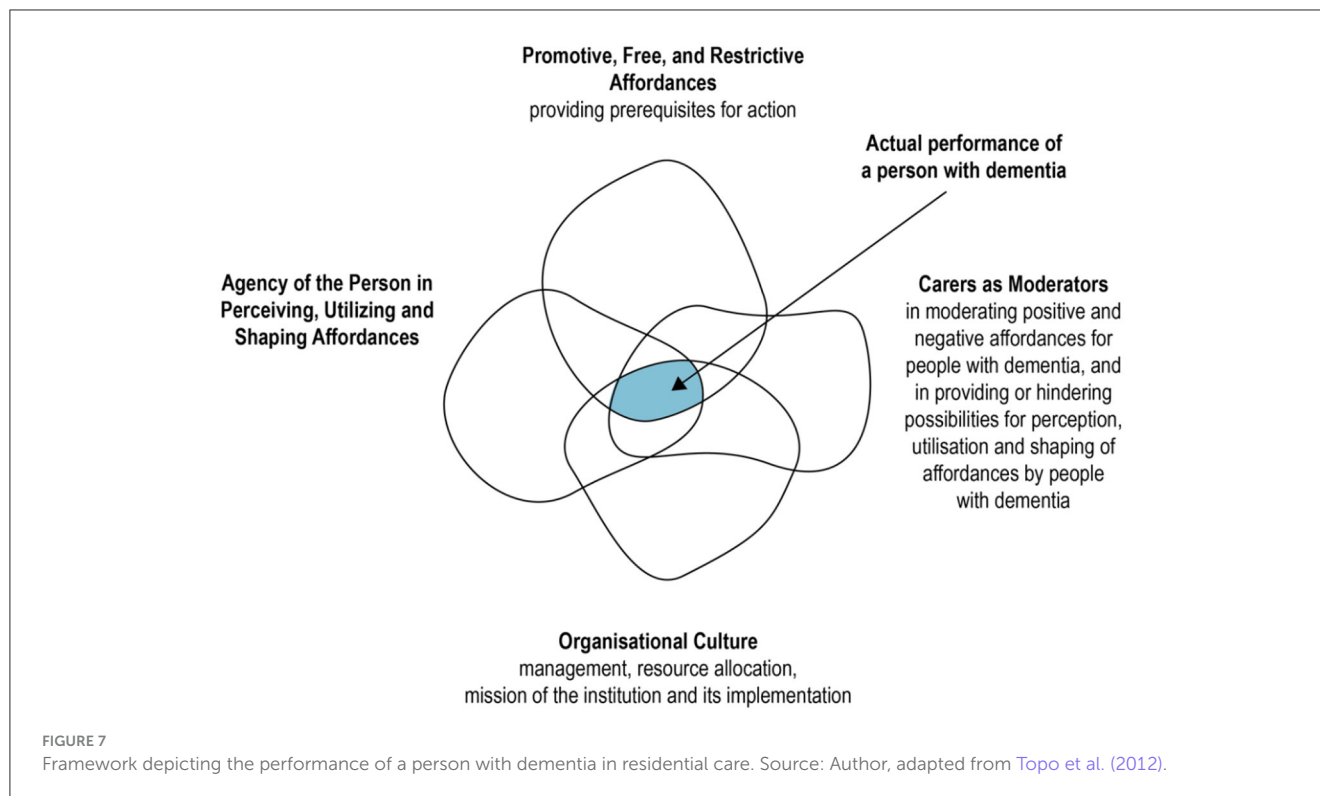 Promotive, Free, and Restrictive
Affordances
providing prerequisites for action
Actual performance of
a person with dementia
Agency of the Person in
Perceiving, Utilizing and
Shaping Affordances
Carers as Moderators
in moderating positive and
negative affordances for
people with dementia, and
in providing or hindering
possibilities for perception,
utilisation and shaping of
affordances by people
with dementia
Organisational Culture
management, resource allocation,
mission of the institution and its implementation
FIGURE 7
Framework depicting the performance of a person with dementia in residential care. Source: Author, adapted from Topo et al. (2012).